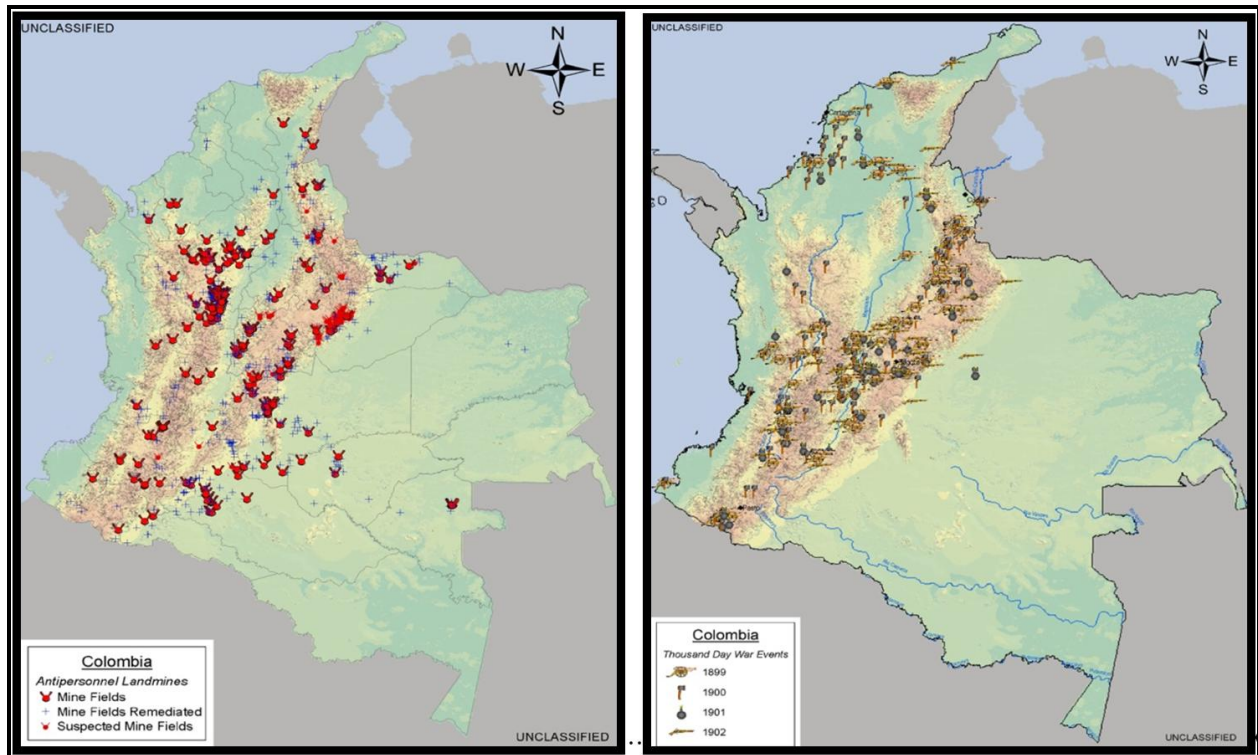 UNCLASSIFIED
N
W E
S
Colombia
Antipersonnel Landmines
Mine Fields
Mine Fields Remediated
Suspected Mine Fields
UNCLASSIFIED
..
UNCLASSIFIED
N
W E
S
Colombia
Thousand Day War Events
1899
1900
1901
1902
UNCLASSIFIED